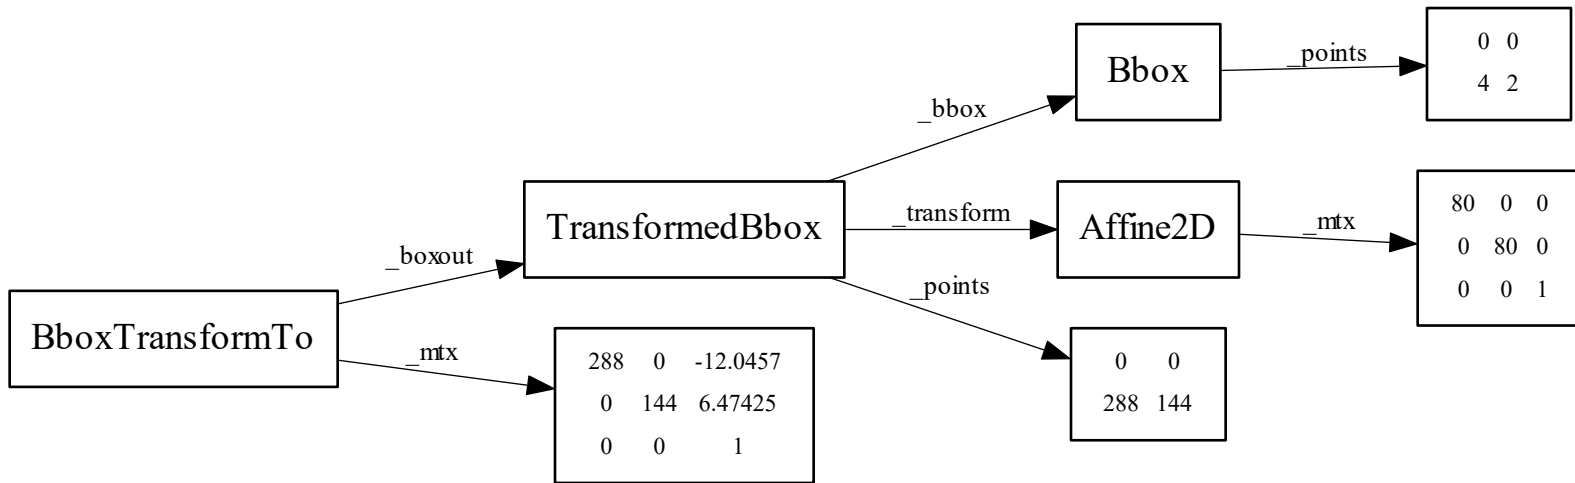 Bbox
_points
0 0
4 2
_bbox
TransformedBbox
_transform
Affine2D
_mtx
80 0 0
0 80 0
0 0 1
_boxout
_points
0 0
288 144
BboxTransformTo
_mtx
288 0 -12.0457
0 144 6.47425
0 0 1